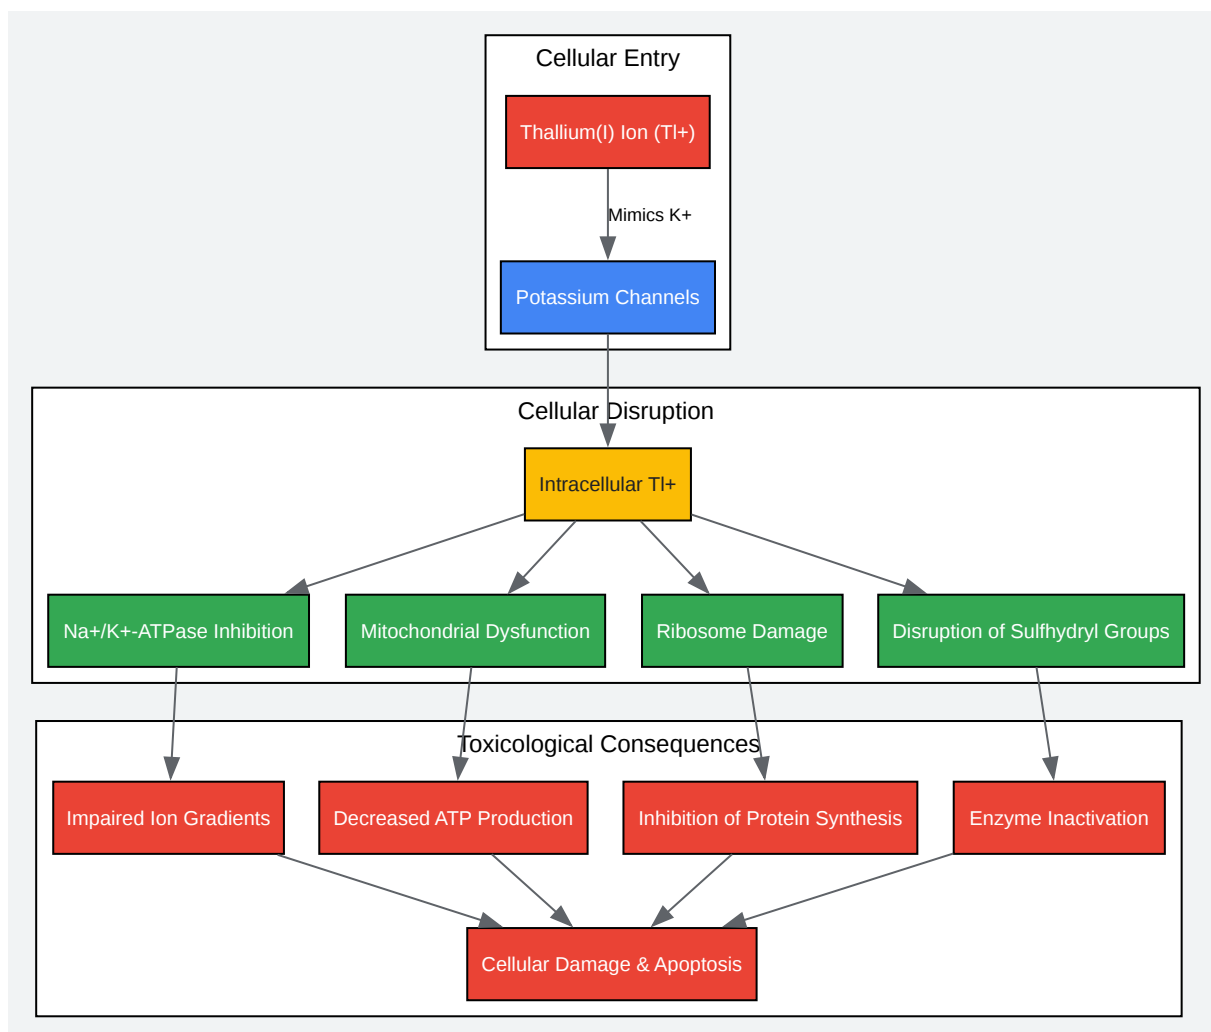 Cellular Entry
Thallium(I) Ion (Tl+)
Mimics K+
Potassium Channels
Cellular Disruption
Intracellular Tl+
Na+/K+-ATPase Inhibition
Mitochondrial Dysfunction
Ribosome Damage
Disruption of Sulfhydryl Groups
Toxicological Consequences
Impaired Ion Gradients
Decreased ATP Production
Inhibition of Protein Synthesis
Enzyme Inactivation
Cellular Damage & Apoptosis